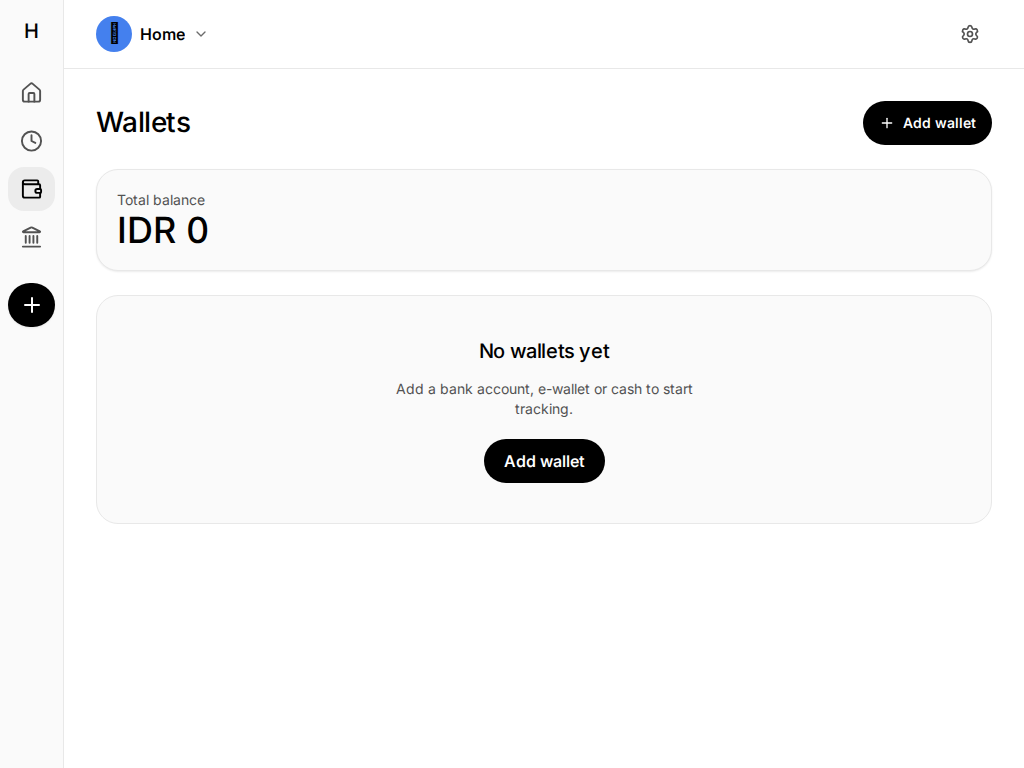 H
Home
Wallets
Add wallet
Total balance
IDR 0
No wallets yet
Add a bank account, e-wallet or cash to start
tracking.
Add wallet